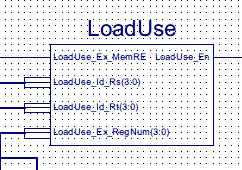 LoadUse
LoadUse_Ex_MemRE LoadUse_En
LoadUse_Id_Rs(3:0)
LoadUse_Id_Rt(3:0)
LoadUse_Ex_RegNum(3:0)